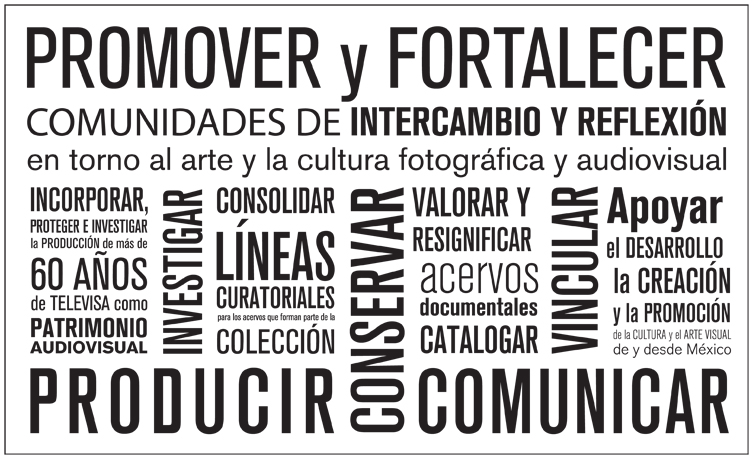 PROMOVER y FORTALECER
COMUNIDADES DE INTERCAMBIO Y REFLEXIÓN
en torno al arte y la cultura fotográfica y audiovisual
INCORPORAR,
PROTEGER E INVESTIGAR
la PRODUCCIÓN de más de
60 AÑOS
de TELEVISA como
PATRIMONIO
AUDIOVISUAL
INVESTIGAR
CONSOLIDAR
LÍNEAS
CURATORIALES
para los acervos que forman parte de la
COLECCIÓN
CONSERVAR
VALORAR Y
RESIGNIFICAR
acervos
documentales
CATALOGAR
VINCULAR
Apoyar
el DESARROLLO
la CREACIÓN
y la PROMOCIÓN
de la CULTURA y el ARTE VISUAL
de y desde México
PRODUCIR
COMUNICAR